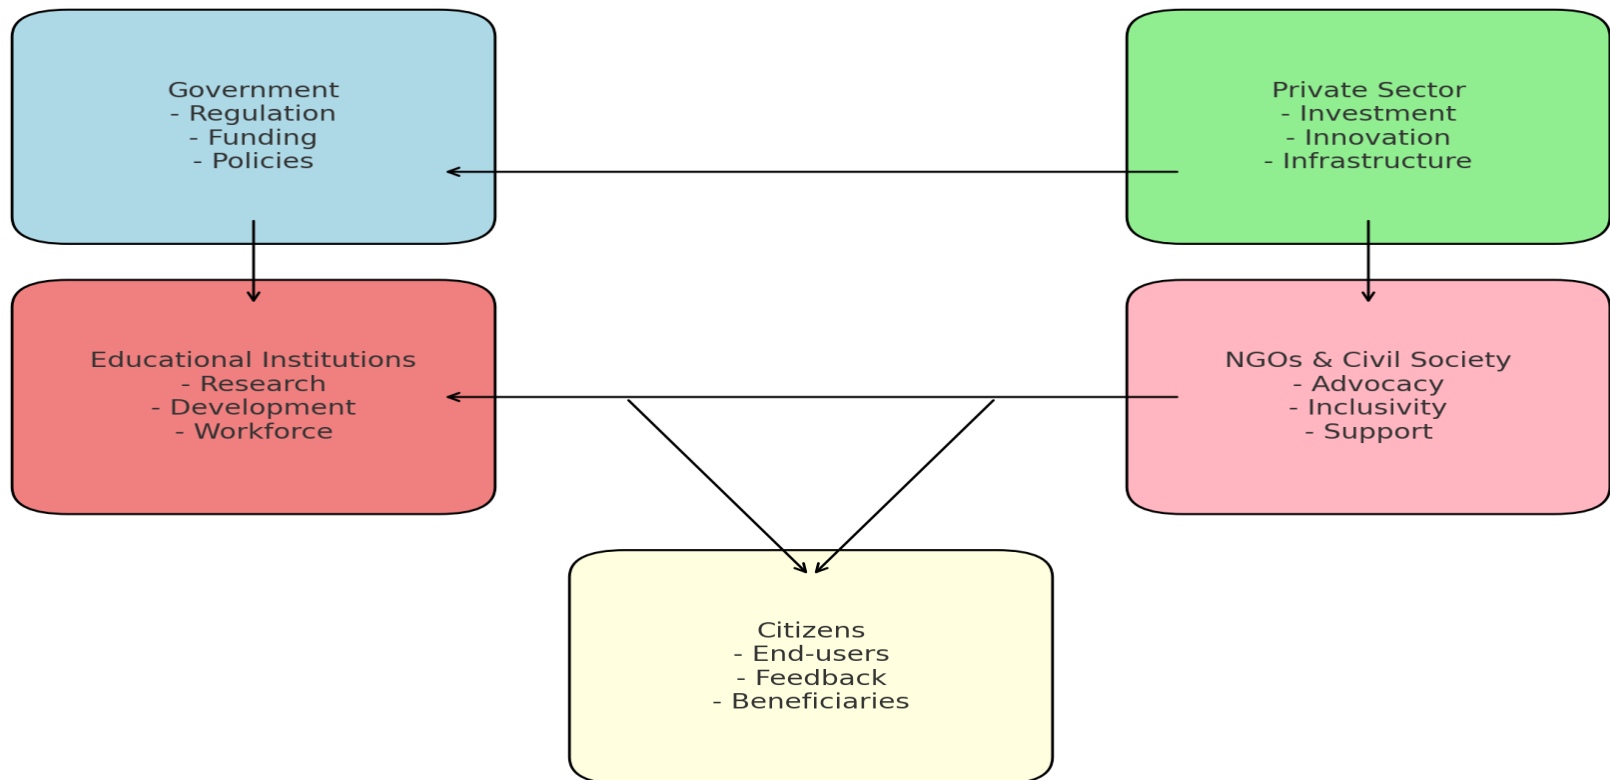 Government
- Regulation
- Funding
- Policies
Private Sector
- Investment
- Innovation
- Infrastructure
Educational Institutions
- Research
- Development
- Workforce
NGOs & Civil Society
- Advocacy
- Inclusivity
- Support
Citizens
- End-users
- Feedback
- Beneficiaries